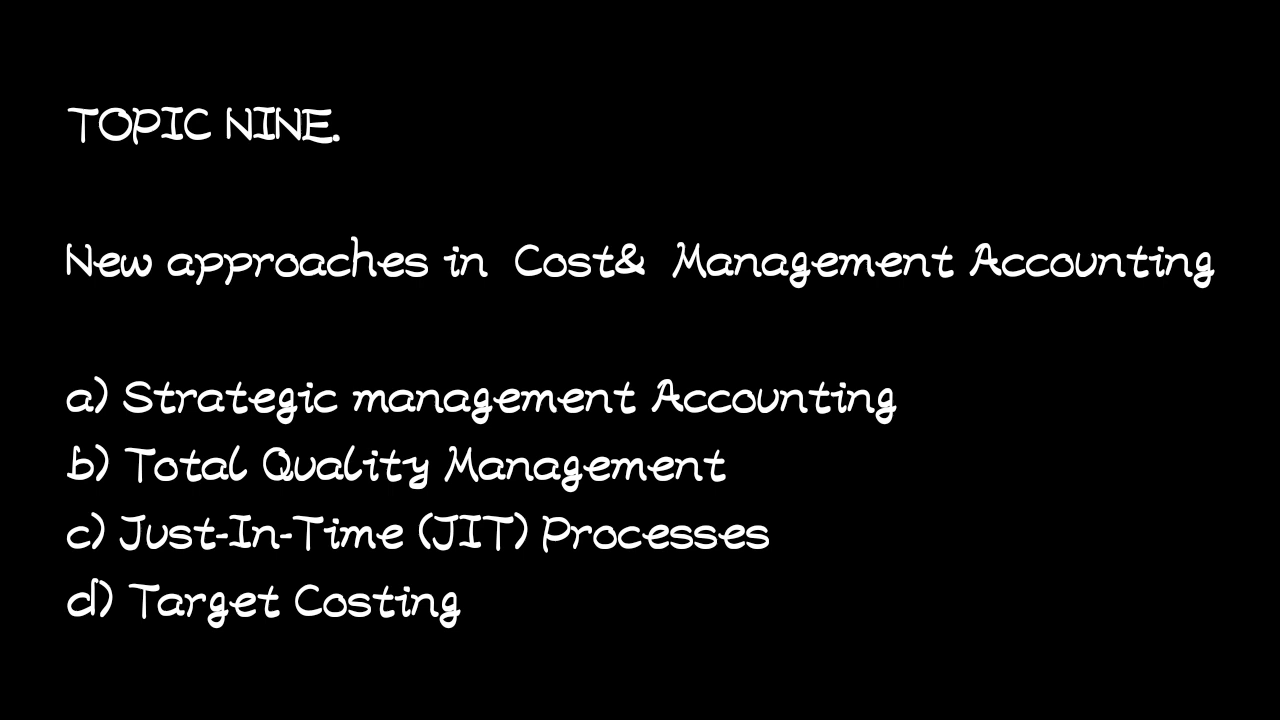 TOPIC NINE.
New approaches in Cost& Management Accounting
a) Strategic management Accounting
b) Total Quality Management
c) Just-In-Time (JIT) Processes
d) Target Costing